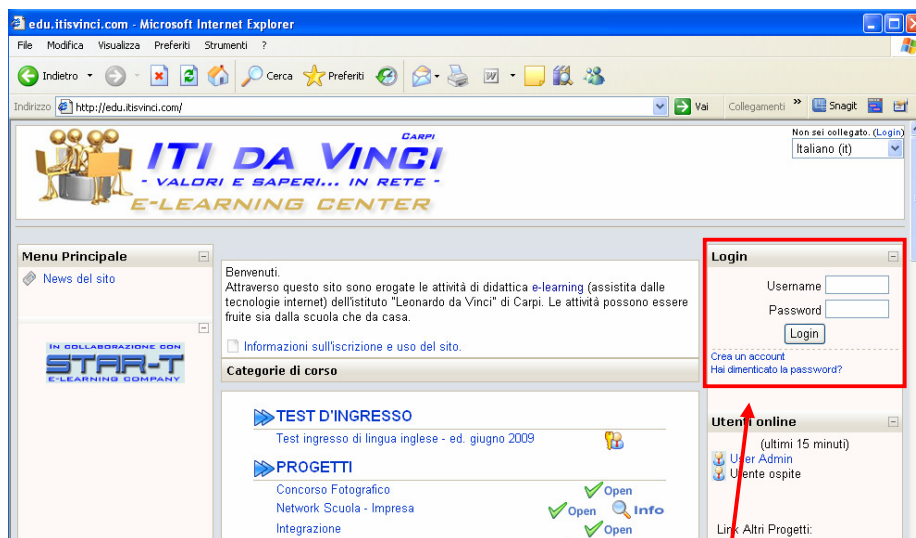 edu.itisvinci.com - Microsoft Internet Explorer
File Modifica Visualizza Preferiti Strumenti ?
Indietro Cerca Preferiti
Indirizzo http://edu.itisvinci.com/ Vai Collegamenti » Snagit
Non sei collegato. (Login)
Italiano (it)
CARPI
ITI DA VINCI
- VALORI E SAPERI... IN RETE -
E-LEARNING CENTER
Menu Principale
News del sito
IN COLLABORAZIONE CON
START-T
E-LEARNING COMPANY
Benvenuti.
Attraverso questo sito sono erogate le attività di didattica e-learning (assistita dalle
tecnologie internet) dell'istituto "Leonardo da Vinci" di Carpi. Le attività possono essere
fruite sia dalla scuola che da casa.
Informazioni sull'iscrizione e uso del sito.
Categorie di corso
TEST D'INGRESSO
Test ingresso di lingua inglese - ed. giugno 2009
PROGETTI
Concorso Fotografico Open
Network Scuola - Impresa Open Info
Integrazione Open
Login
Username
Password
Login
Crea un account
Hai dimenticato la password?
Utenti online
(ultimi 15 minuti)
User Admin
Utente ospite
Link Altri Progetti: